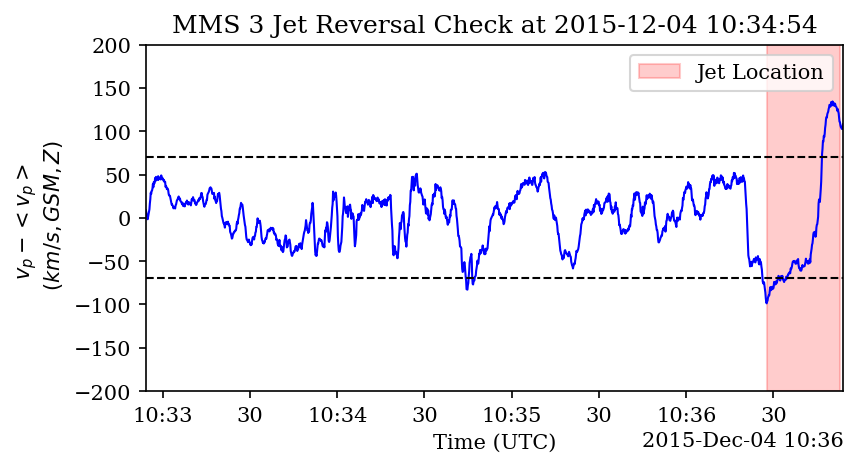 MMS 3 Jet Reversal Check at 2015-12-04 10:34:54
Jet Location
200
150
100
50
0
−50
−100
−150
−200
v_p − < v_p >
(km/s, GSM, Z)
10:33 30 10:34 30 10:35 30 10:36 30
Time (UTC)
2015-Dec-04 10:36